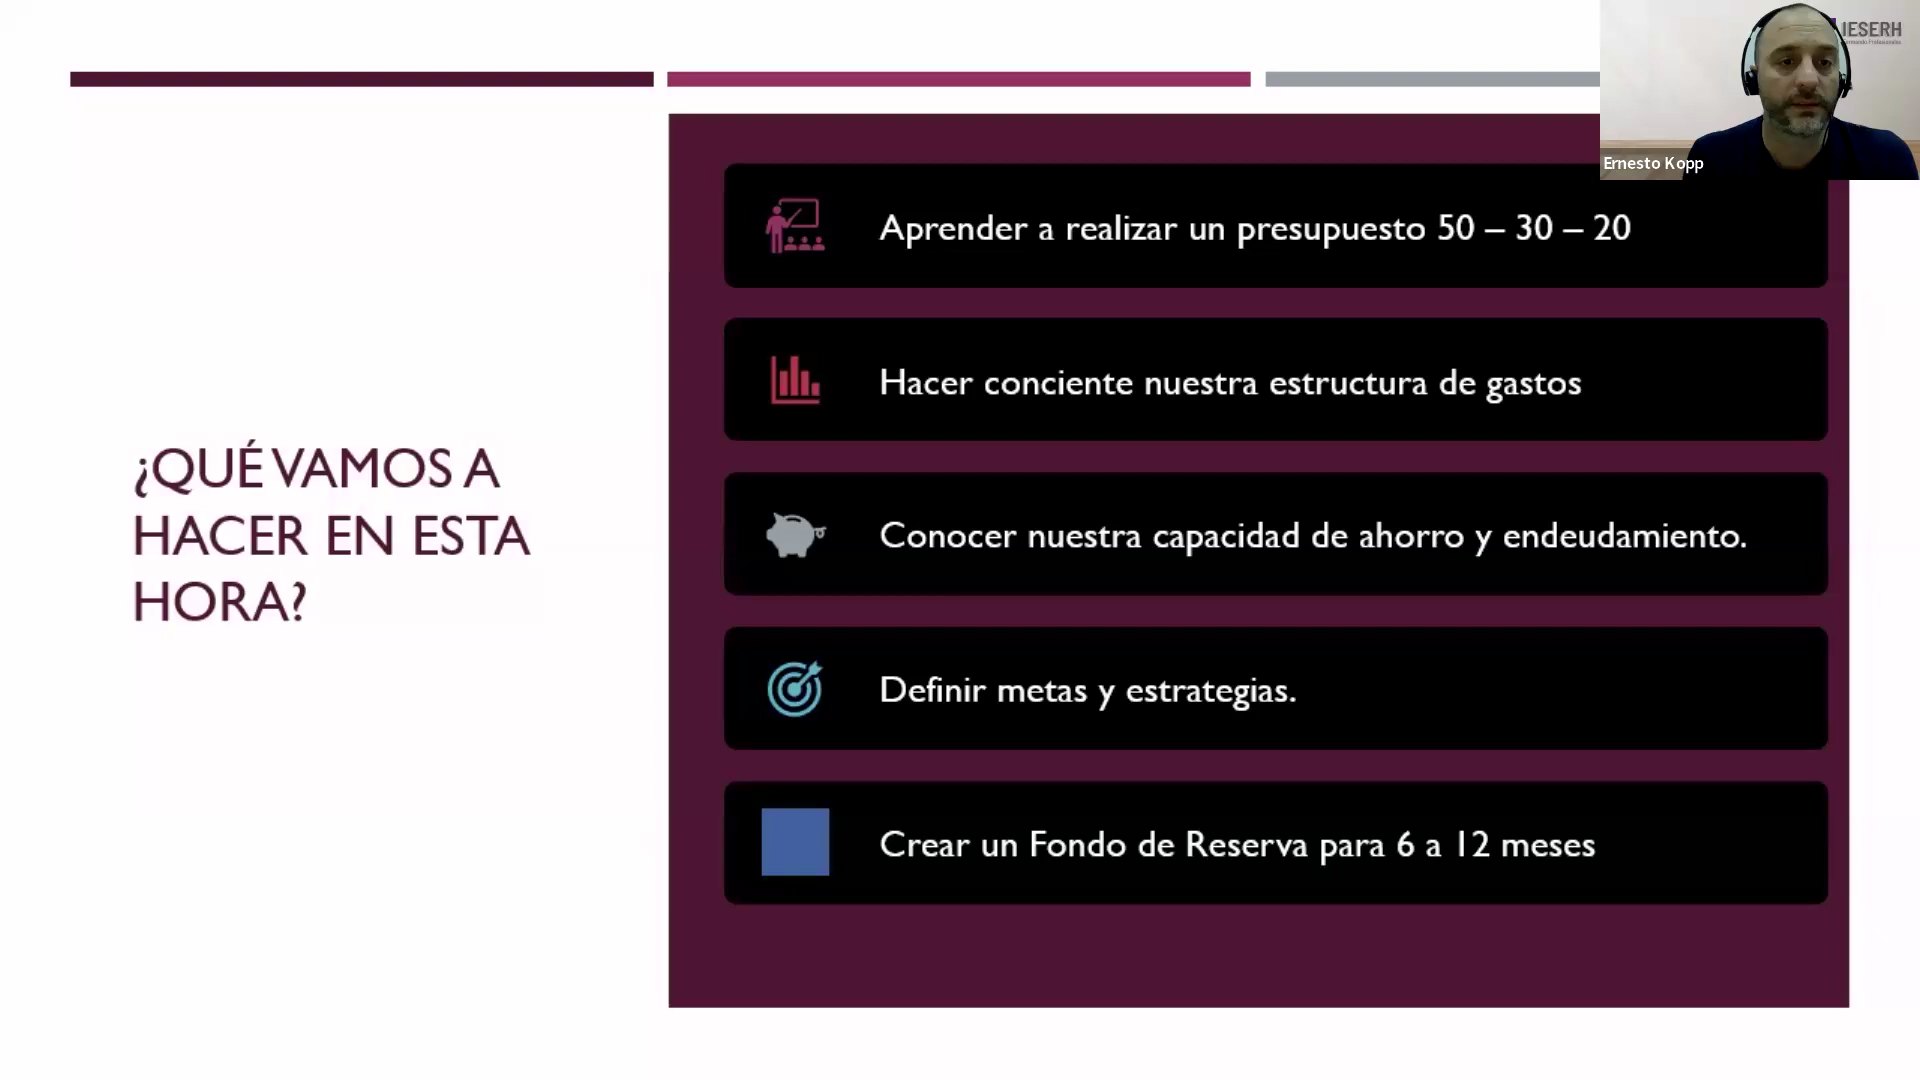 IESERH
Ernesto Kopp
¿QUÉ VAMOS A
HACER EN ESTA
HORA?
Aprender a realizar un presupuesto 50 – 30 – 20
Hacer conciente nuestra estructura de gastos
Conocer nuestra capacidad de ahorro y endeudamiento.
Definir metas y estrategias.
Crear un Fondo de Reserva para 6 a 12 meses